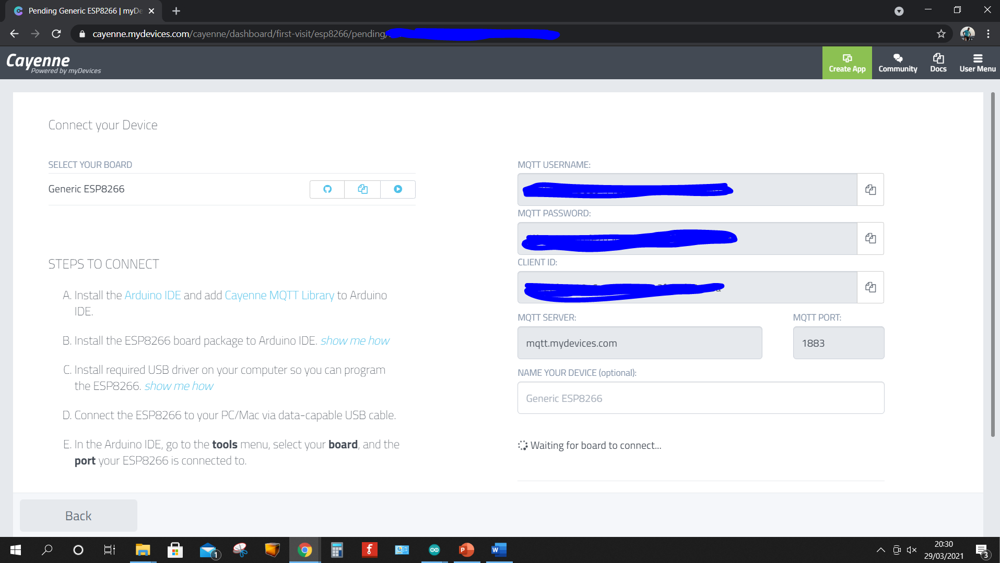 Pending Generic ESP8266 | myDe
cayenne.mydevices.com/cayenne/dashboard/first-visit/esp8266/pending/
Cayenne
Powered by myDevices
Create App
Community
Docs
User Menu
Connect your Device
SELECT YOUR BOARD
Generic ESP8266
STEPS TO CONNECT
A. Install the Arduino IDE and add Cayenne MQTT Library to Arduino
IDE.
B. Install the ESP8266 board package to Arduino IDE. show me how
C. Install required USB driver on your computer so you can program
the ESP8266. show me how
D. Connect the ESP8266 to your PC/Mac via data-capable USB cable.
E. In the Arduino IDE, go to the tools menu, select your board, and the
port your ESP8266 is connected to.
MQTT USERNAME:
MQTT PASSWORD:
CLIENT ID:
MQTT SERVER:
MQTT PORT:
mqtt.mydevices.com
1883
NAME YOUR DEVICE (optional):
Generic ESP8266
Waiting for board to connect...
Back
1
P
W
20:30
29/03/2021
3